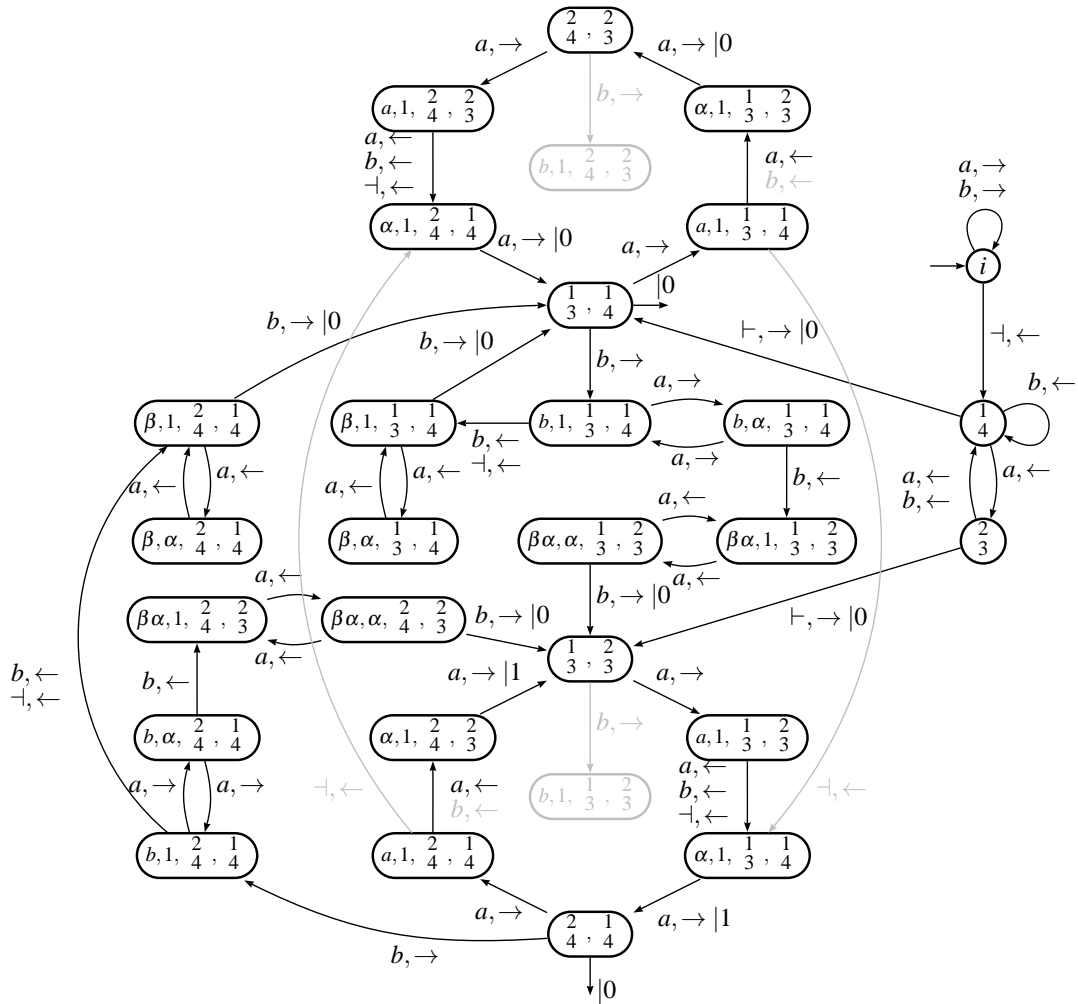 2 4 , 2 3
a, →
a, → |0
b, →
a, 1, 2 4 , 2 3
α, 1, 1 3 , 2 3
a, ←
b, ←
⊣, ←
b, 1, 2 4 , 2 3
a, ←
b, ←
a, →
b, →
α, 1, 2 4 , 1 4
a, 1, 1 3 , 1 4
a, → |0
a, →
i
|0
1 3 , 1 4
b, → |0
b, → |0
⊢, → |0
⊣, ←
b, →
a, →
b, ←
β, 1, 2 4 , 1 4
β, 1, 1 3 , 1 4
b, 1, 1 3 , 1 4
b, α, 1 3 , 1 4
1 4
b, ←
⊣, ←
a, →
a, ←
a, ←
a, ←
a, ←
b, ←
a, ←
b, ←
a, ←
a, ←
β, α, 2 4 , 1 4
β, α, 1 3 , 1 4
βα, α, 1 3 , 2 3
βα, 1, 1 3 , 2 3
2 3
a, ←
a, ←
b, → |0
βα, 1, 2 4 , 2 3
βα, α, 2 4 , 2 3
b, → |0
⊢, → |0
a, ←
1 3 , 2 3
b, ←
⊣, ←
b, ←
a, → |1
a, →
b, →
b, α, 2 4 , 1 4
α, 1, 2 4 , 2 3
a, 1, 1 3 , 2 3
a, →
a, →
⊣, ←
a, ←
b, ←
b, 1, 1 3 , 2 3
a, ←
b, ←
⊣, ←
⊣, ←
b, 1, 2 4 , 1 4
a, 1, 2 4 , 1 4
α, 1, 1 3 , 1 4
a, →
a, → |1
2 4 , 1 4
b, →
|0